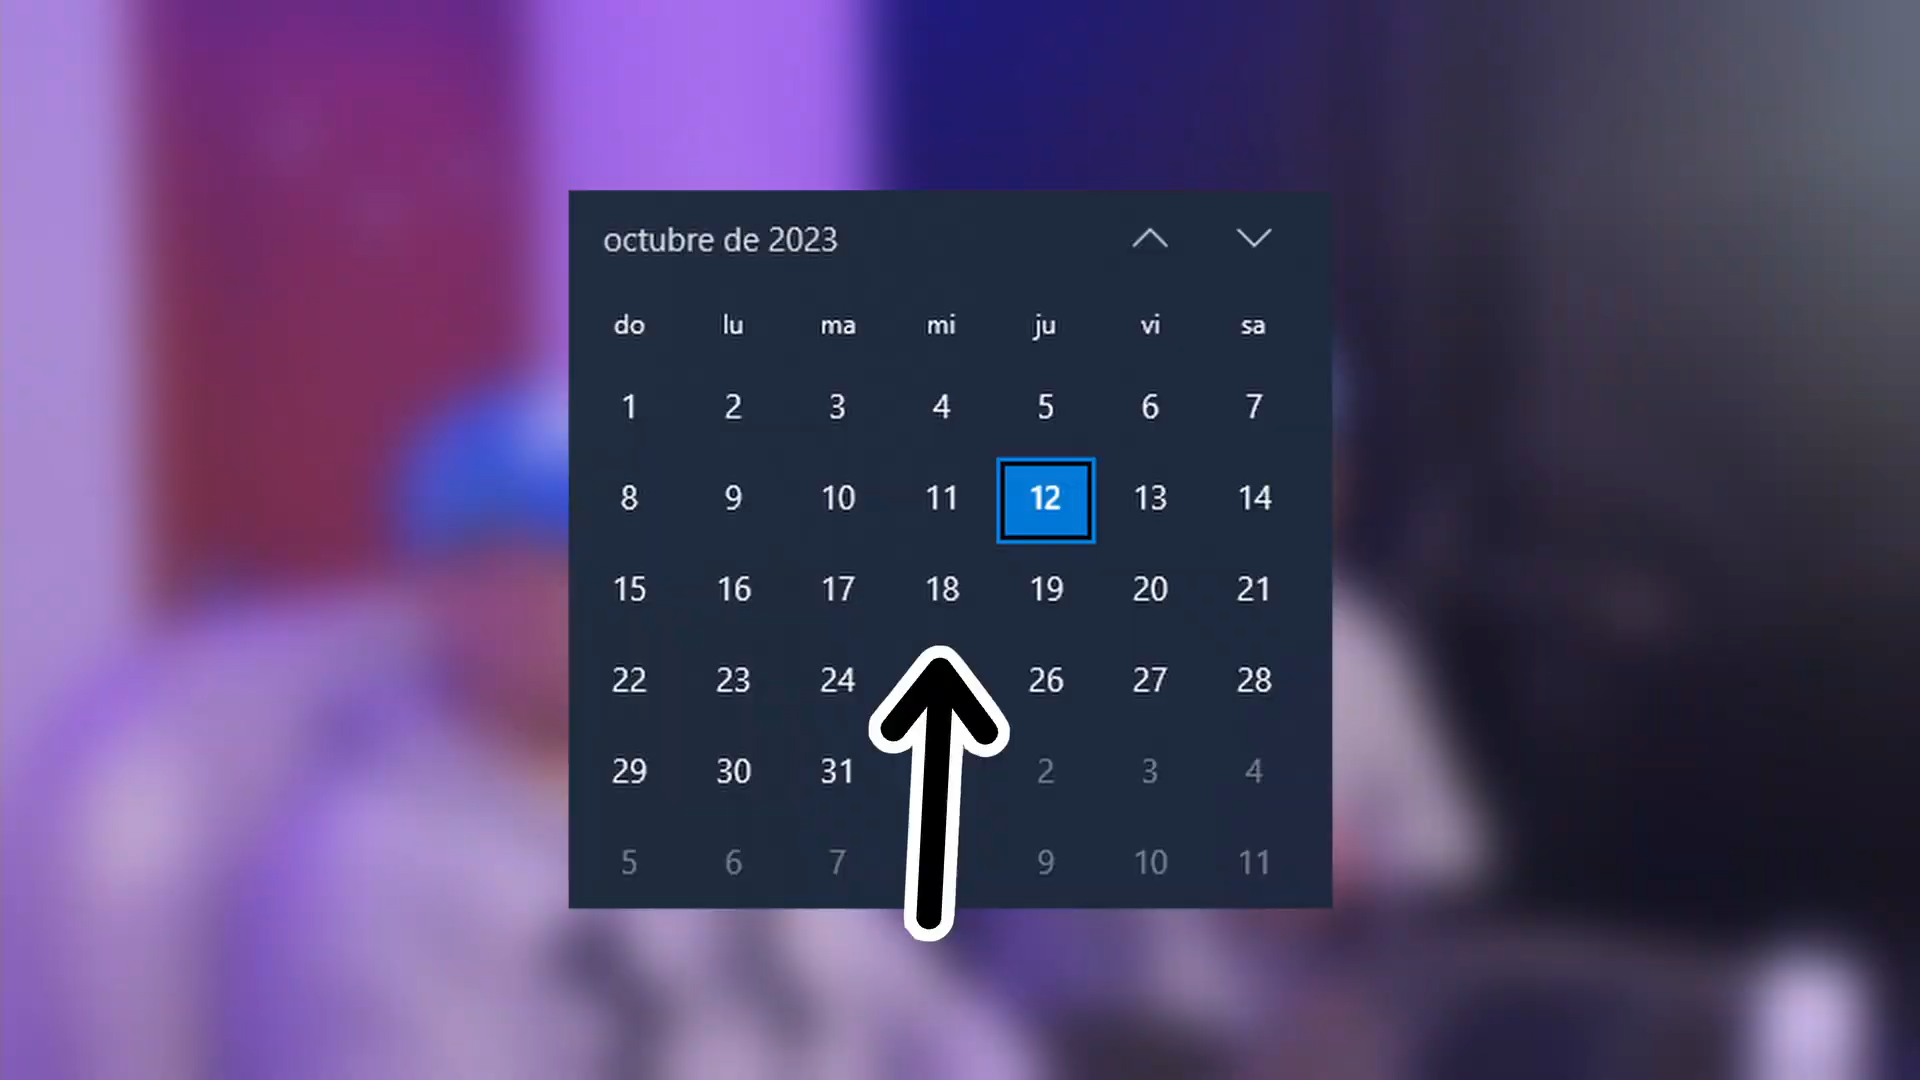 octubre de 2023
do lu ma mi ju vi sa
1 2 3 4 5 6 7
8 9 10 11 12 13 14
15 16 17 18 19 20 21
22 23 24 26 27 28
29 30 31 2 3 4
5 6 7 9 10 11